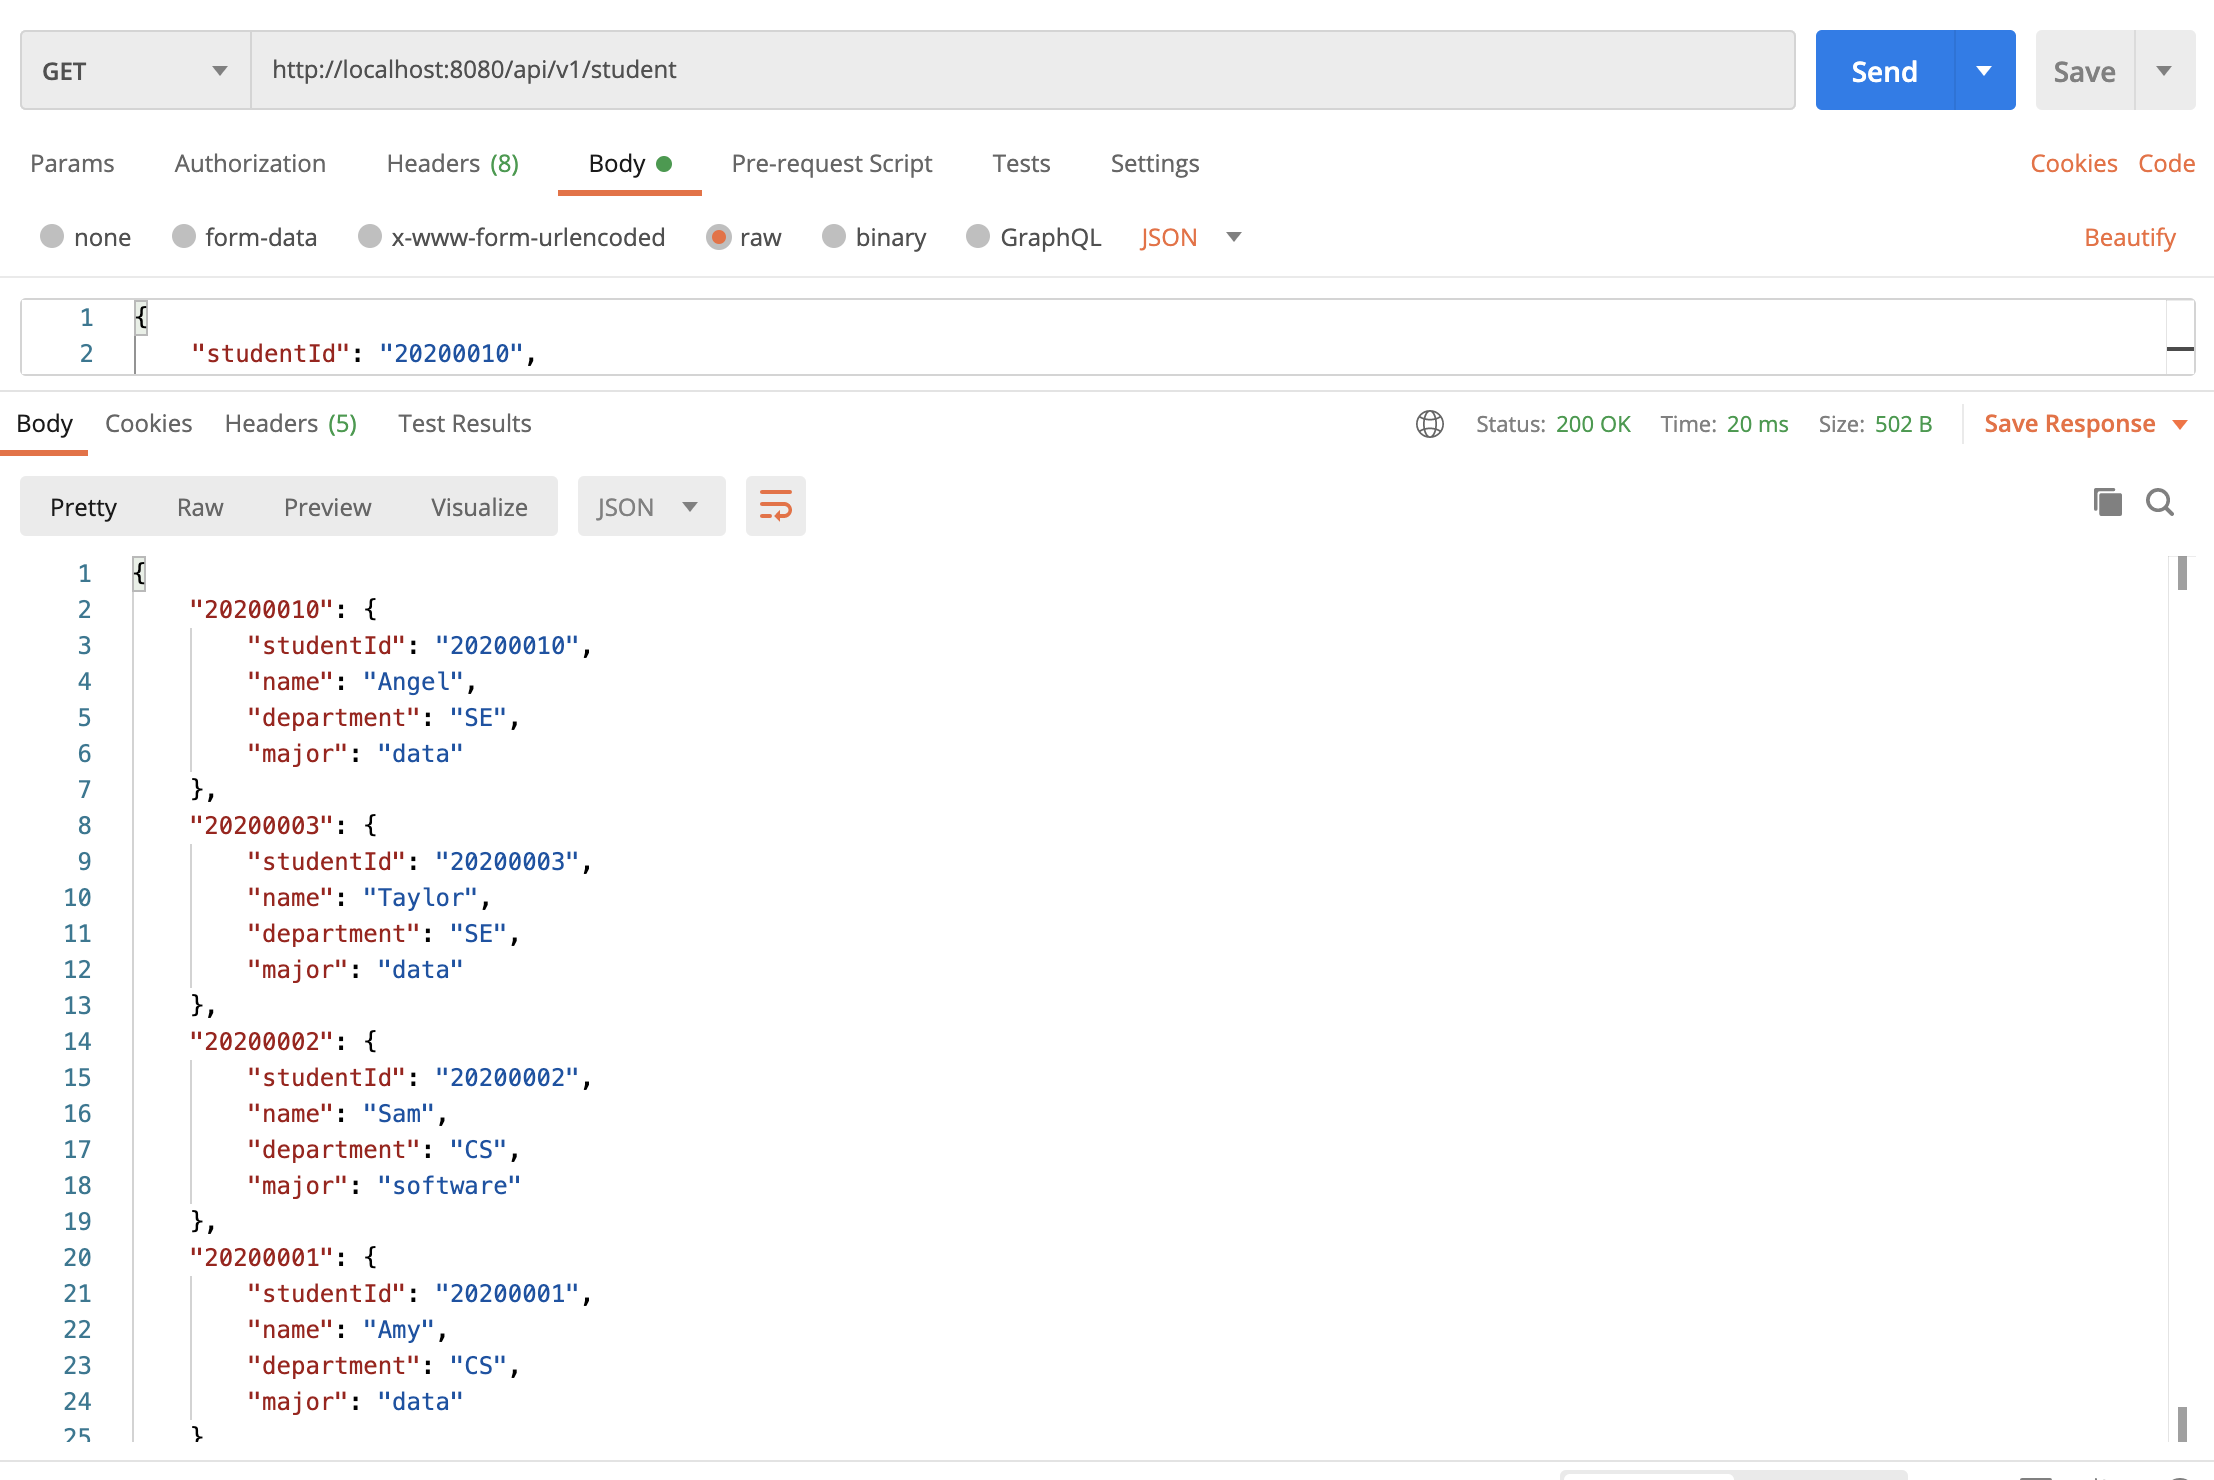 GET http://localhost:8080/api/v1/student Send Save
Params Authorization Headers (8) Body Pre-request Script Tests Settings Cookies Code
none form-data x-www-form-urlencoded raw binary GraphQL JSON Beautify
1 {
2 "studentId": "20200010",
Body Cookies Headers (5) Test Results Status: 200 OK Time: 20 ms Size: 502 B Save Response
Pretty Raw Preview Visualize JSON
1 {
2 "20200010": {
3 "studentId": "20200010",
4 "name": "Angel",
5 "department": "SE",
6 "major": "data"
7 },
8 "20200003": {
9 "studentId": "20200003",
10 "name": "Taylor",
11 "department": "SE",
12 "major": "data"
13 },
14 "20200002": {
15 "studentId": "20200002",
16 "name": "Sam",
17 "department": "CS",
18 "major": "software"
19 },
20 "20200001": {
21 "studentId": "20200001",
22 "name": "Amy",
23 "department": "CS",
24 "major": "data"
25 }